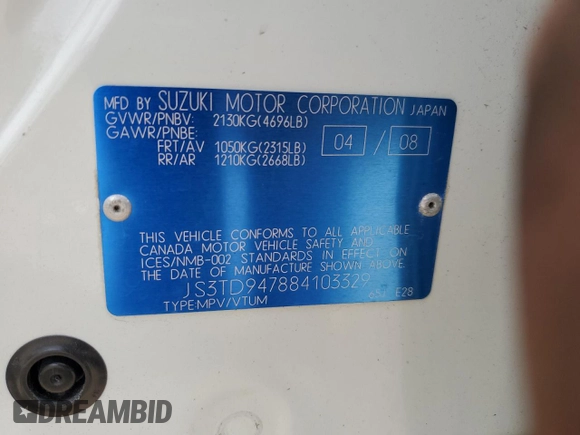 MFD BY SUZUKI MOTOR CORPORATION JAPAN
GVWR/PNBV: 2130KG(4696LB)
GAWR/PNBE:
FRT/AV 1050KG(2315LB)
RR/AR 1210KG(2668LB)
04 / 08
THIS VEHICLE CONFORMS TO ALL APPLICABLE
CANADA MOTOR VEHICLE SAFETY AND
ICES/NMB-002 STANDARDS IN EFFECT ON
THE DATE OF MANUFACTURE SHOWN ABOVE.
JS3TD947884103329
TYPE:MPV/VTUM E28
DREAMBID